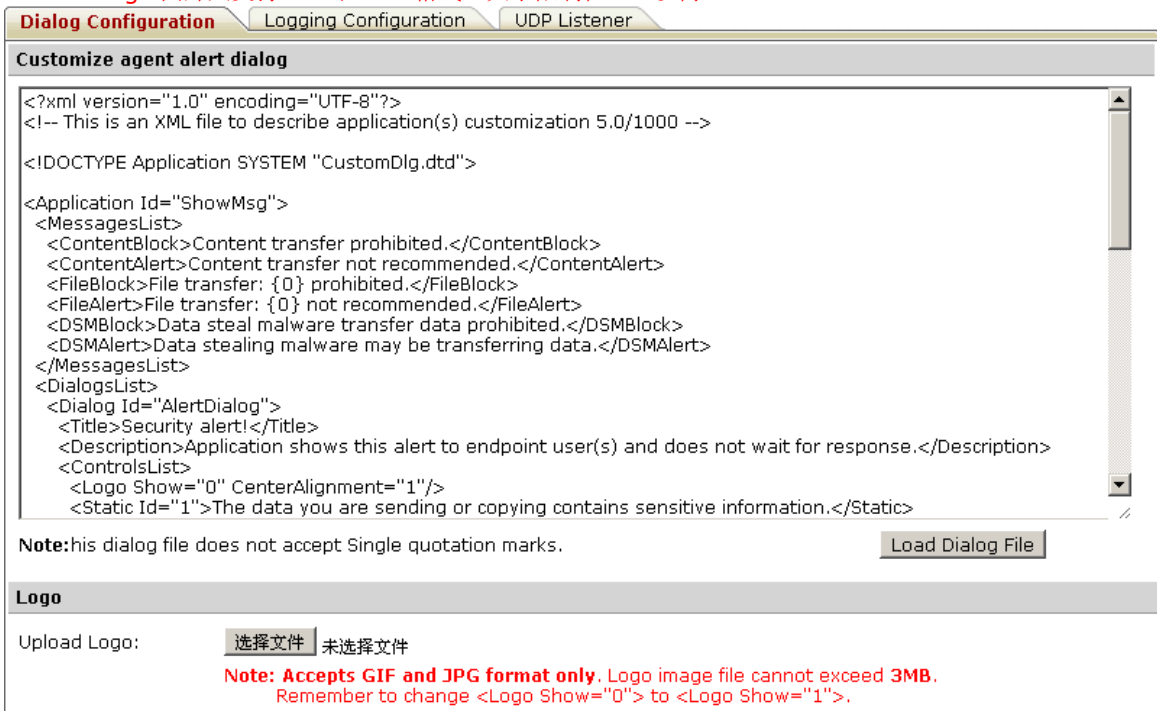 Dialog Configuration Logging Configuration UDP Listener
Customize agent alert dialog
<?xml version="1.0" encoding="UTF-8"?>
<!-- This is an XML file to describe application(s) customization 5.0/1000 -->
<!DOCTYPE Application SYSTEM "CustomDlg.dtd">
<Application Id="ShowMsg">
<MessagesList>
<ContentBlock>Content transfer prohibited.</ContentBlock>
<ContentAlert>Content transfer not recommended.</ContentAlert>
<FileBlock>File transfer: {0} prohibited.</FileBlock>
<FileAlert>File transfer: {0} not recommended.</FileAlert>
<DSMBlock>Data steal malware transfer data prohibited.</DSMBlock>
<DSMAlert>Data stealing malware may be transferring data.</DSMAlert>
</MessagesList>
<DialogsList>
<Dialog Id="AlertDialog">
<Title>Security alert!</Title>
<Description>Application shows this alert to endpoint user(s) and does not wait for response.</Description>
<ControlsList>
<Logo Show="0" CenterAlignment="1"/>
<Static Id="1">The data you are sending or copying contains sensitive information.</Static>
Note:his dialog file does not accept Single quotation marks. Load Dialog File
Logo
Upload Logo: 选择文件 未选择文件
Note: Accepts GIF and JPG format only. Logo image file cannot exceed 3MB.
Remember to change <Logo Show="0"> to <Logo Show="1">.